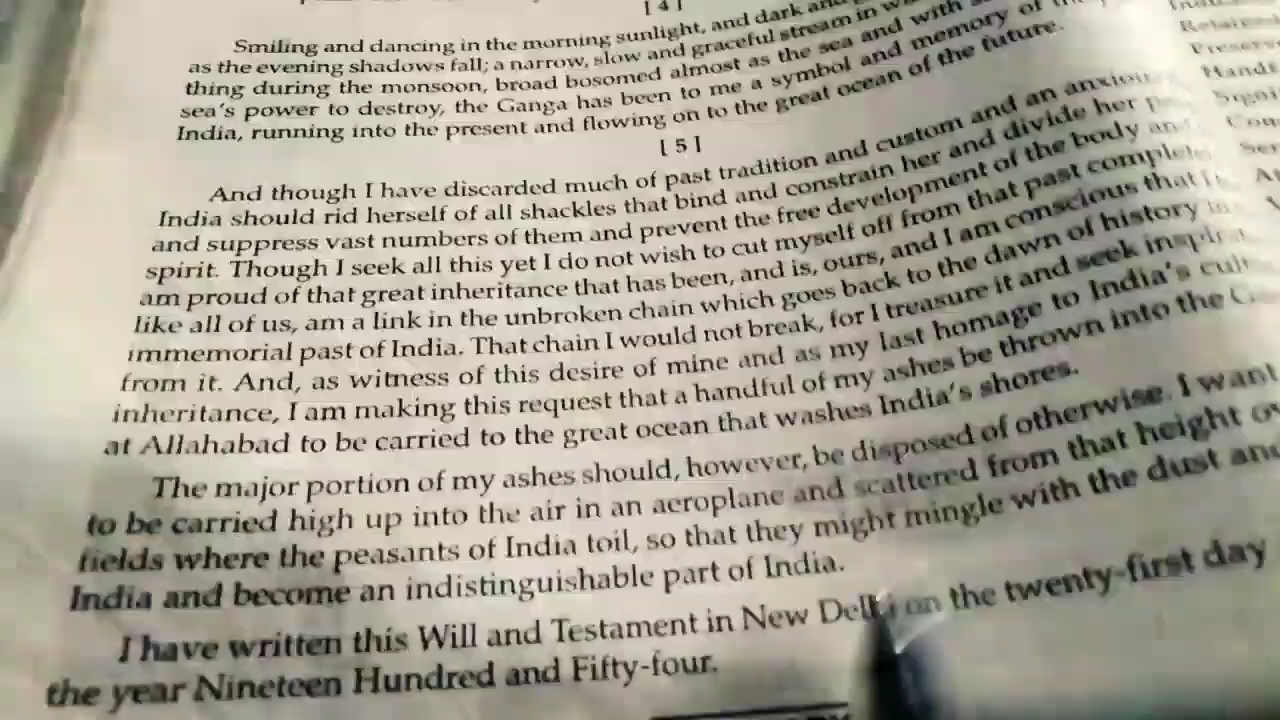 [ 4 ]
Smiling and dancing in the morning sunlight, and dark and
as the evening shadows fall; a narrow, slow and graceful stream in
thing during the monsoon, broad bosomed almost as the sea and with
sea's power to destroy, the Ganga has been to me a symbol and memory of
India, running into the present and flowing on to the great ocean of the future.
[ 5 ]
And though I have discarded much of past tradition and custom and an anxious
India should rid herself of all shackles that bind and constrain her and divide her
and suppress vast numbers of them and prevent the free development of the body and
spirit. Though I seek all this yet I do not wish to cut myself off from that past
am proud of that great inheritance that has been, and is, ours, and I am conscious that
like all of us, am a link in the unbroken chain which goes back to the dawn of history
immemorial past of India. That chain I would not break, for I treasure it and seek
from it. And, as witness of this desire of mine and as my last homage to India's
inheritance, I am making this request that a handful of my ashes be thrown into the
at Allahabad to be carried to the great ocean that washes India's shores.
The major portion of my ashes should, however, be disposed of otherwise. I want
to be carried high up into the air in an aeroplane and scattered from that height
fields where the peasants of India toil, so that they might mingle with the dust and
India and become an indistinguishable part of India.
I have written this Will and Testament in New Delhi on the twenty-first day
the year Nineteen Hundred and Fifty-four.